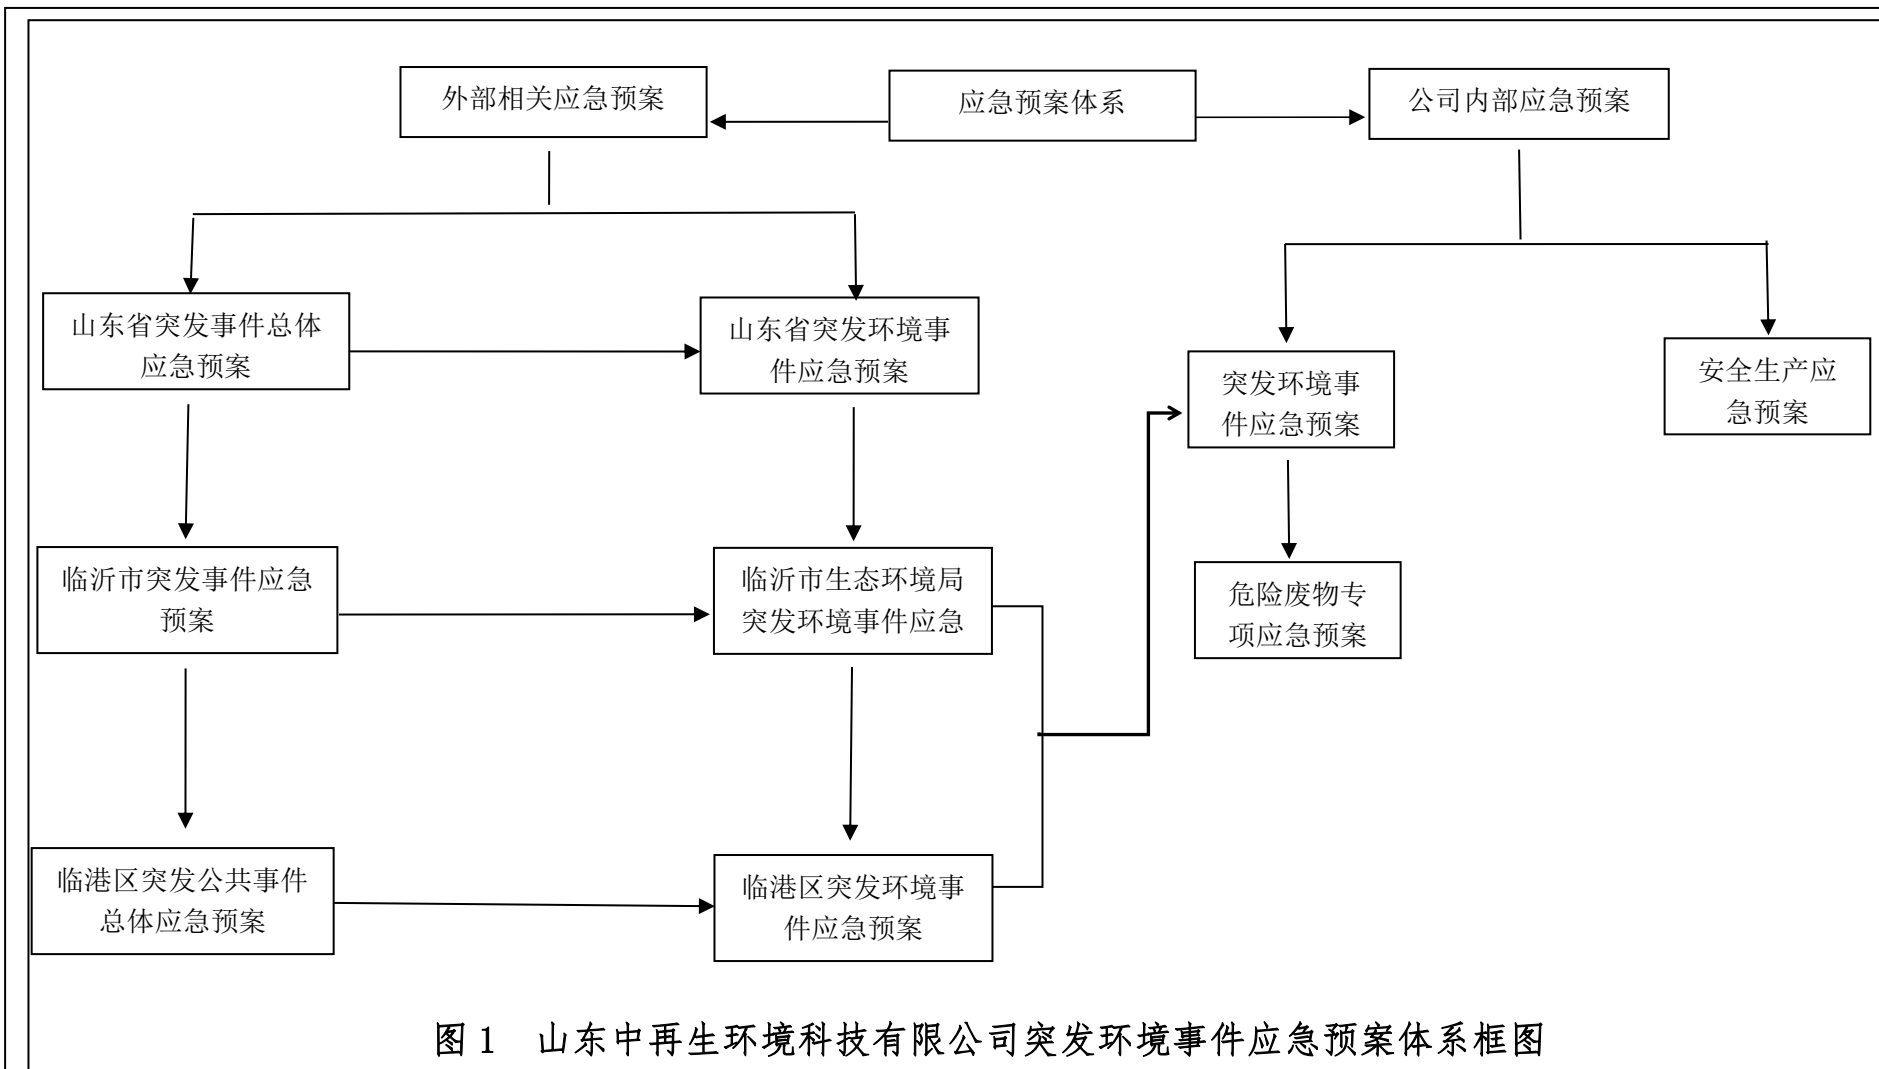 外部相关应急预案
应急预案体系
公司内部应急预案
山东省突发事件总体
应急预案
山东省突发环境事
件应急预案
突发环境事
件应急预案
安全生产应
急预案
临沂市突发事件应急
预案
临沂市生态环境局
突发环境事件应急
危险废物专
项应急预案
临港区突发公共事件
总体应急预案
临港区突发环境事
件应急预案
图 1 山东中再生环境科技有限公司突发环境事件应急预案体系框图